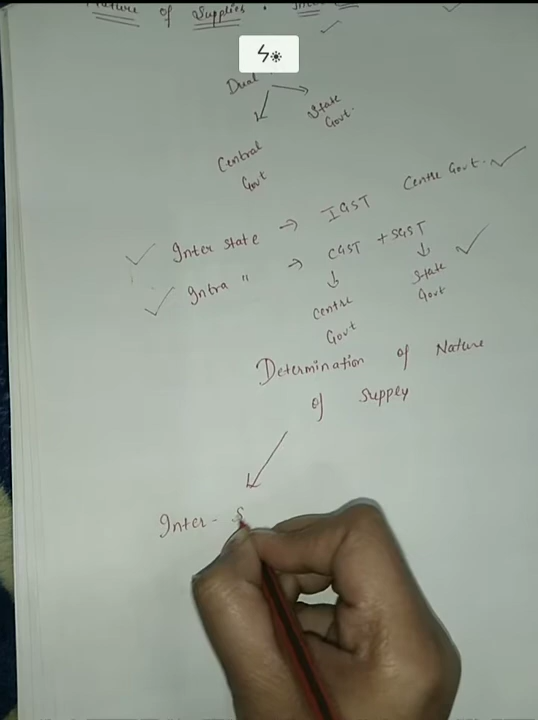 Nature of Supplies.
Dual
State
Govt.
Central
Govt
Inter state → IGST Centre Govt.
Intra " → CGST + SGST
Centre
Govt
State
Govt
Determination of Nature
of Supply
Inter- S